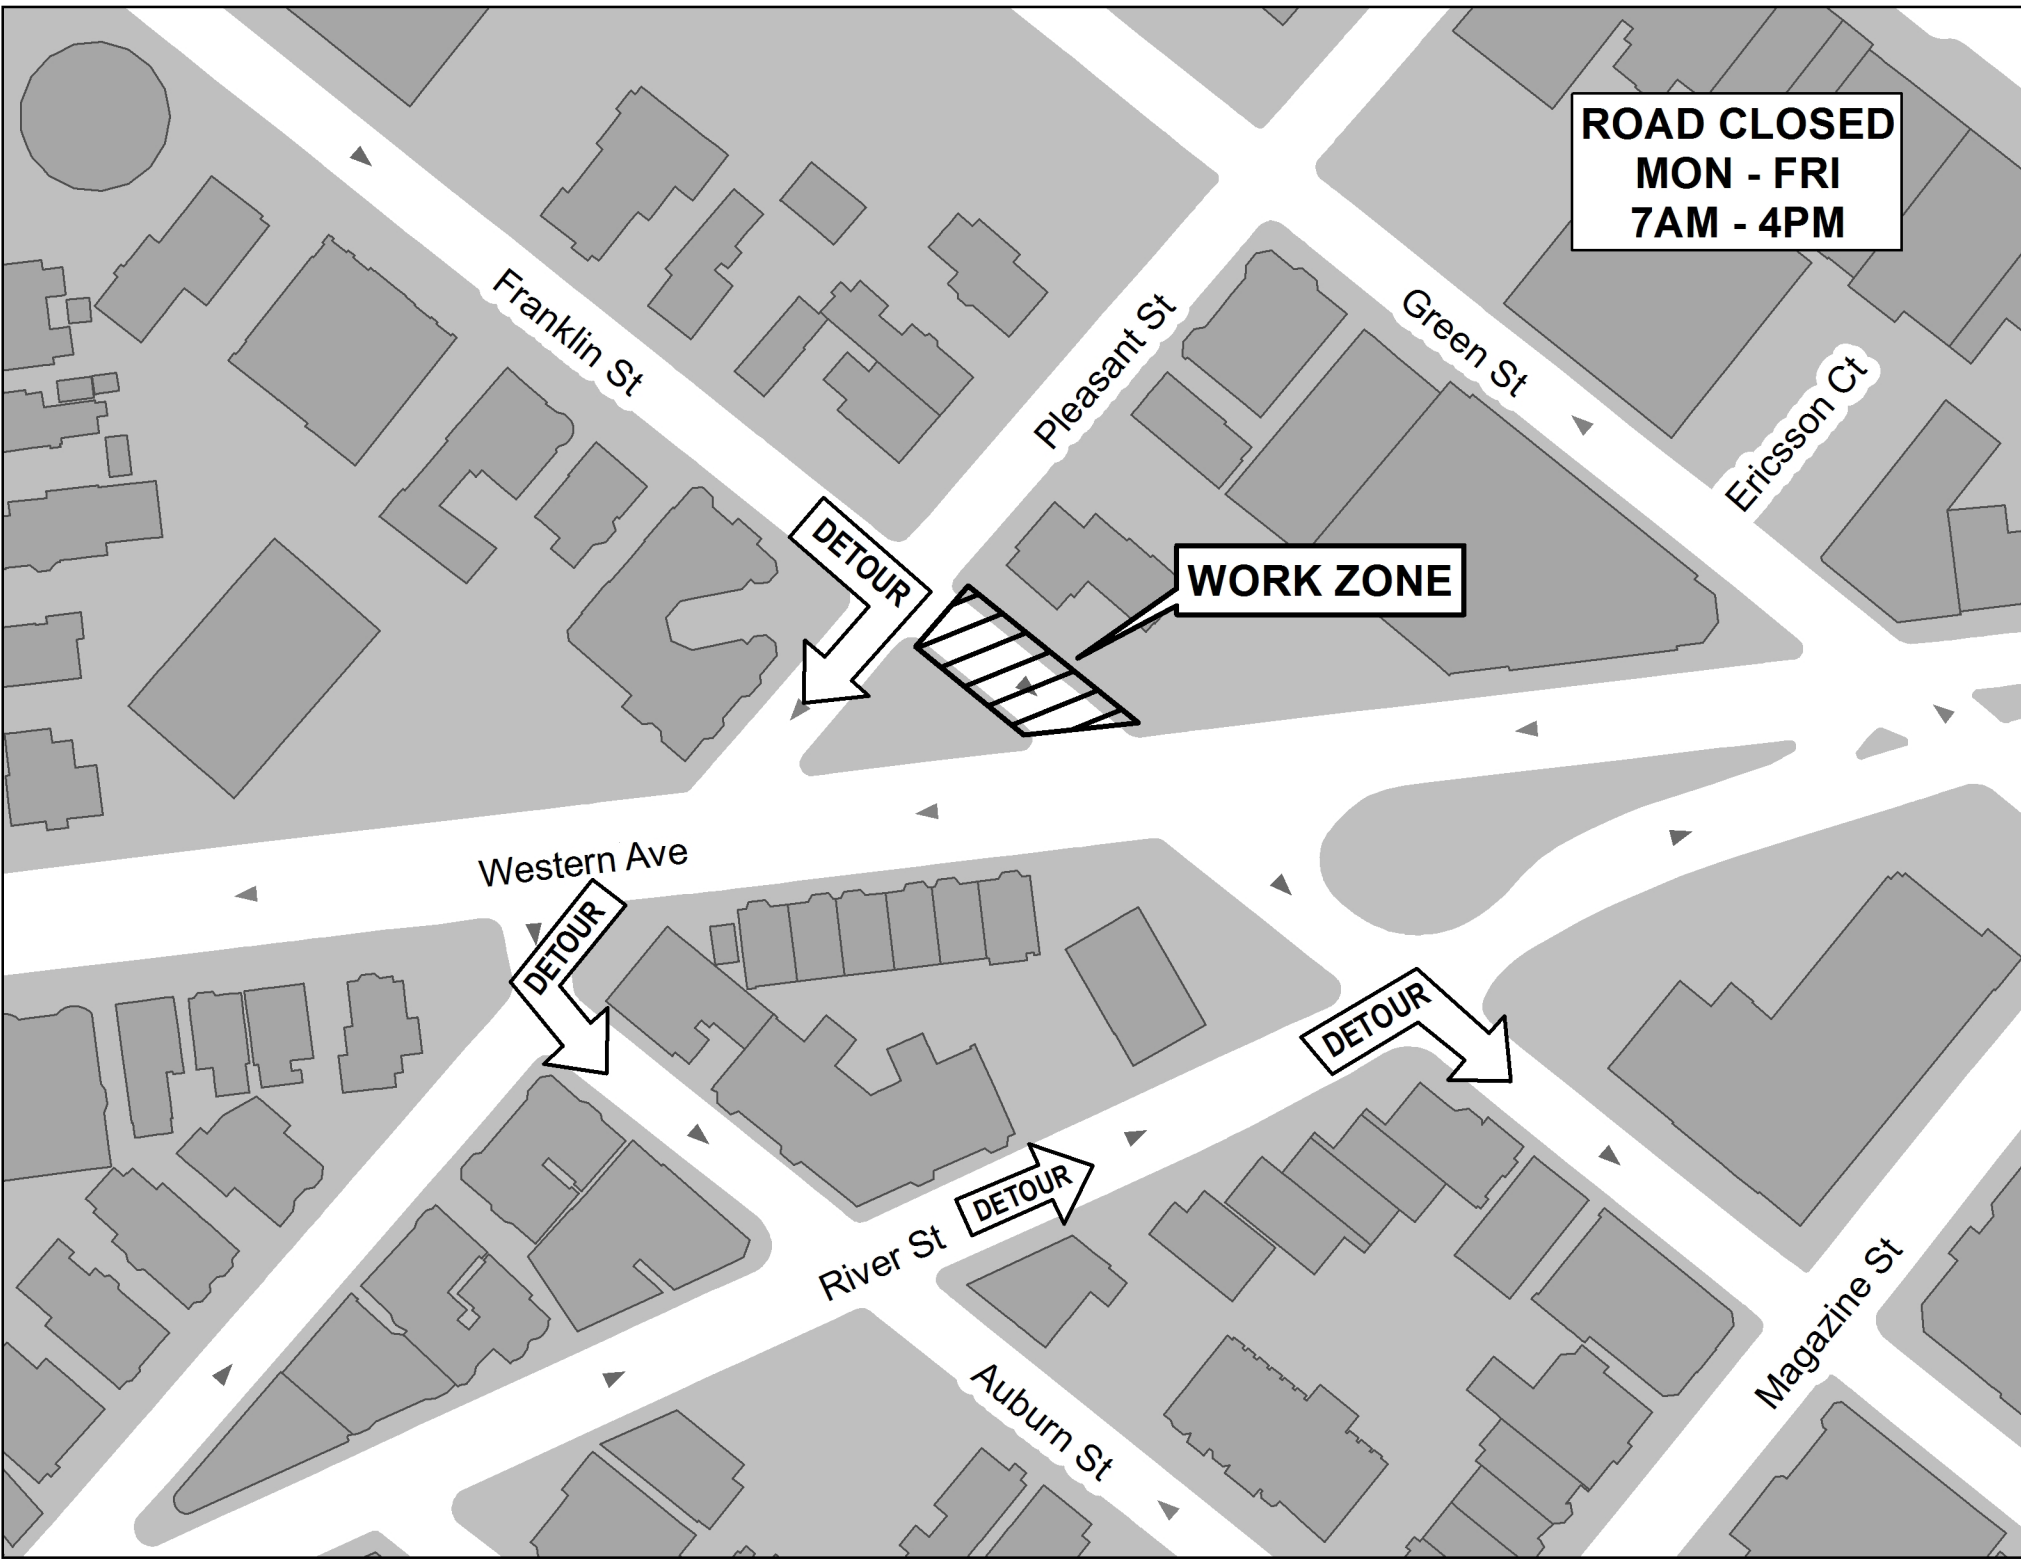 ROAD CLOSED
MON - FRI
7AM - 4PM
Franklin St
Pleasant St
Green St
Ericsson Ct
DETOUR
WORK ZONE
Western Ave
DETOUR
DETOUR
DETOUR
River St
Magazine St
Auburn St